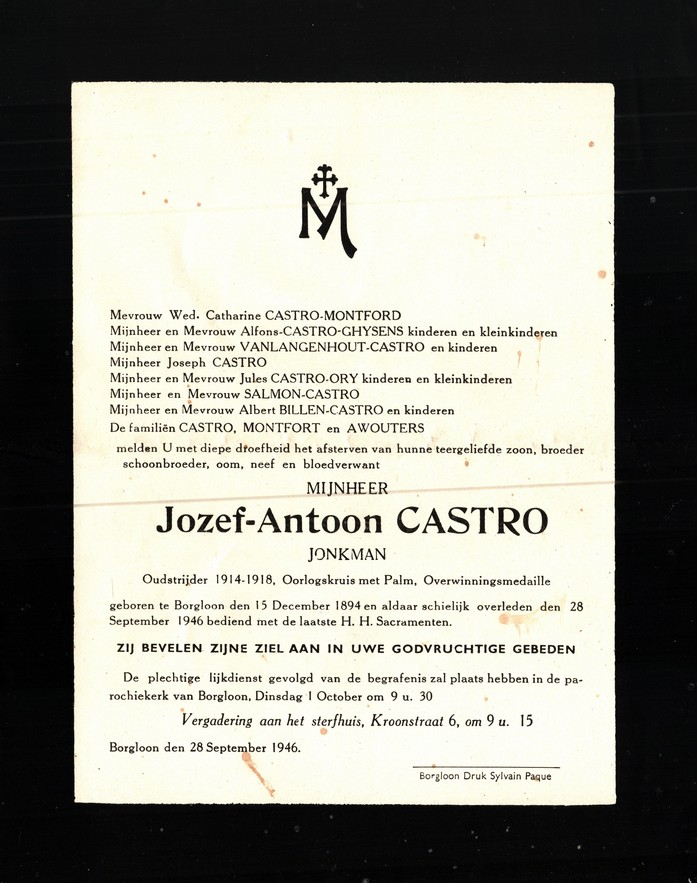 Mevrouw Wed. Catharine CASTRO-MONTFORD
Mijnheer en Mevrouw Alfons-CASTRO-GHYSENS kinderen en kleinkinderen
Mijnheer en Mevrouw VANLANGENHOUT-CASTRO en kinderen
Mijnheer Joseph CASTRO
Mijnheer en Mevrouw Jules CASTRO-ORY kinderen en kleinkinderen
Mijnheer en Mevrouw SALMON-CASTRO
Mijnheer en Mevrouw Albert BILLEN-CASTRO en kinderen
De familiën CASTRO, MONTFORT en AWOUTERS
melden U met diepe droefheid het afsterven van hunne teergeliefde zoon, broeder
schoonbroeder, oom, neef en bloedverwant
MIJNHEER
Jozef-Antoon CASTRO
JONKMAN
Oudstrijder 1914-1918, Oorlogskruis met Palm, Overwinningsmedaille
geboren te Borgloon den 15 December 1894 en aldaar schielijk overleden den 28
September 1946 bediend met de laatste H. H. Sacramenten.
ZIJ BEVELEN ZIJNE ZIEL AAN IN UWE GODVRUCHTIGE GEBEDEN
De plechtige lijkdienst gevolgd van de begrafenis zal plaats hebben in de pa-
rochiekerk van Borgloon, Dinsdag 1 October om 9 u. 30
Vergadering aan het sterfhuis, Kroonstraat 6, om 9 u. 15
Borgloon den 28 September 1946.
Borgloon Druk Sylvain Paque